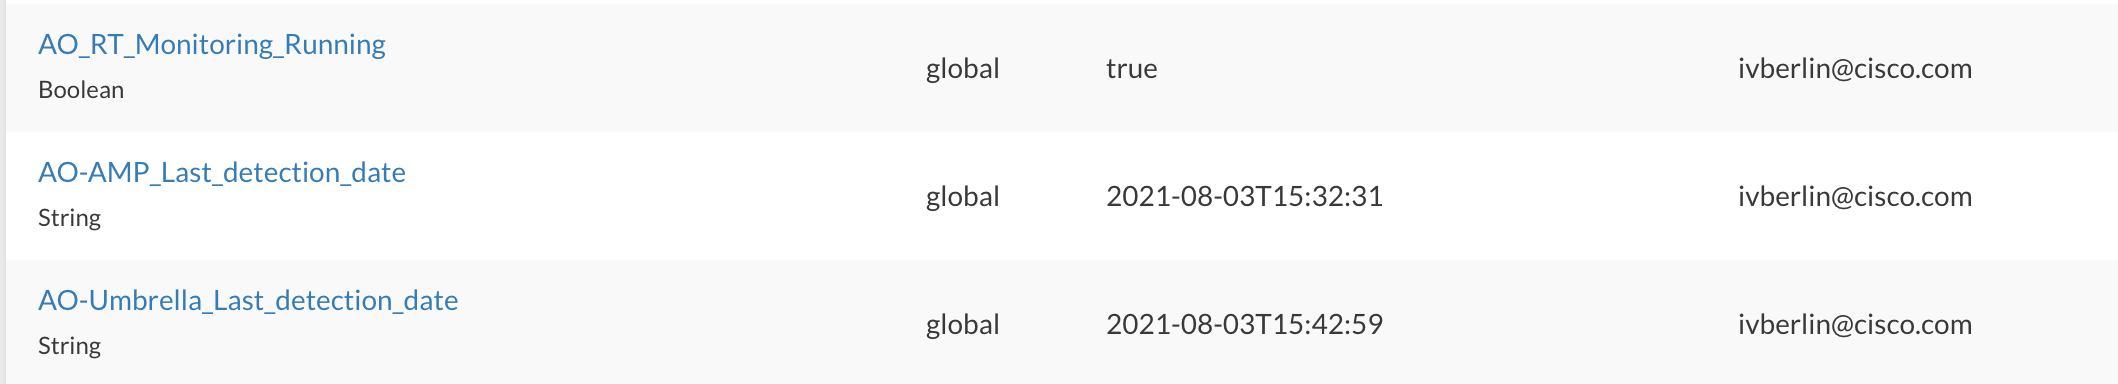 AO_RT_Monitoring_Running
Boolean
global
true
ivberlin@cisco.com
AO-AMP_Last_detection_date
String
global
2021-08-03T15:32:31
ivberlin@cisco.com
AO-Umbrella_Last_detection_date
String
global
2021-08-03T15:42:59
ivberlin@cisco.com